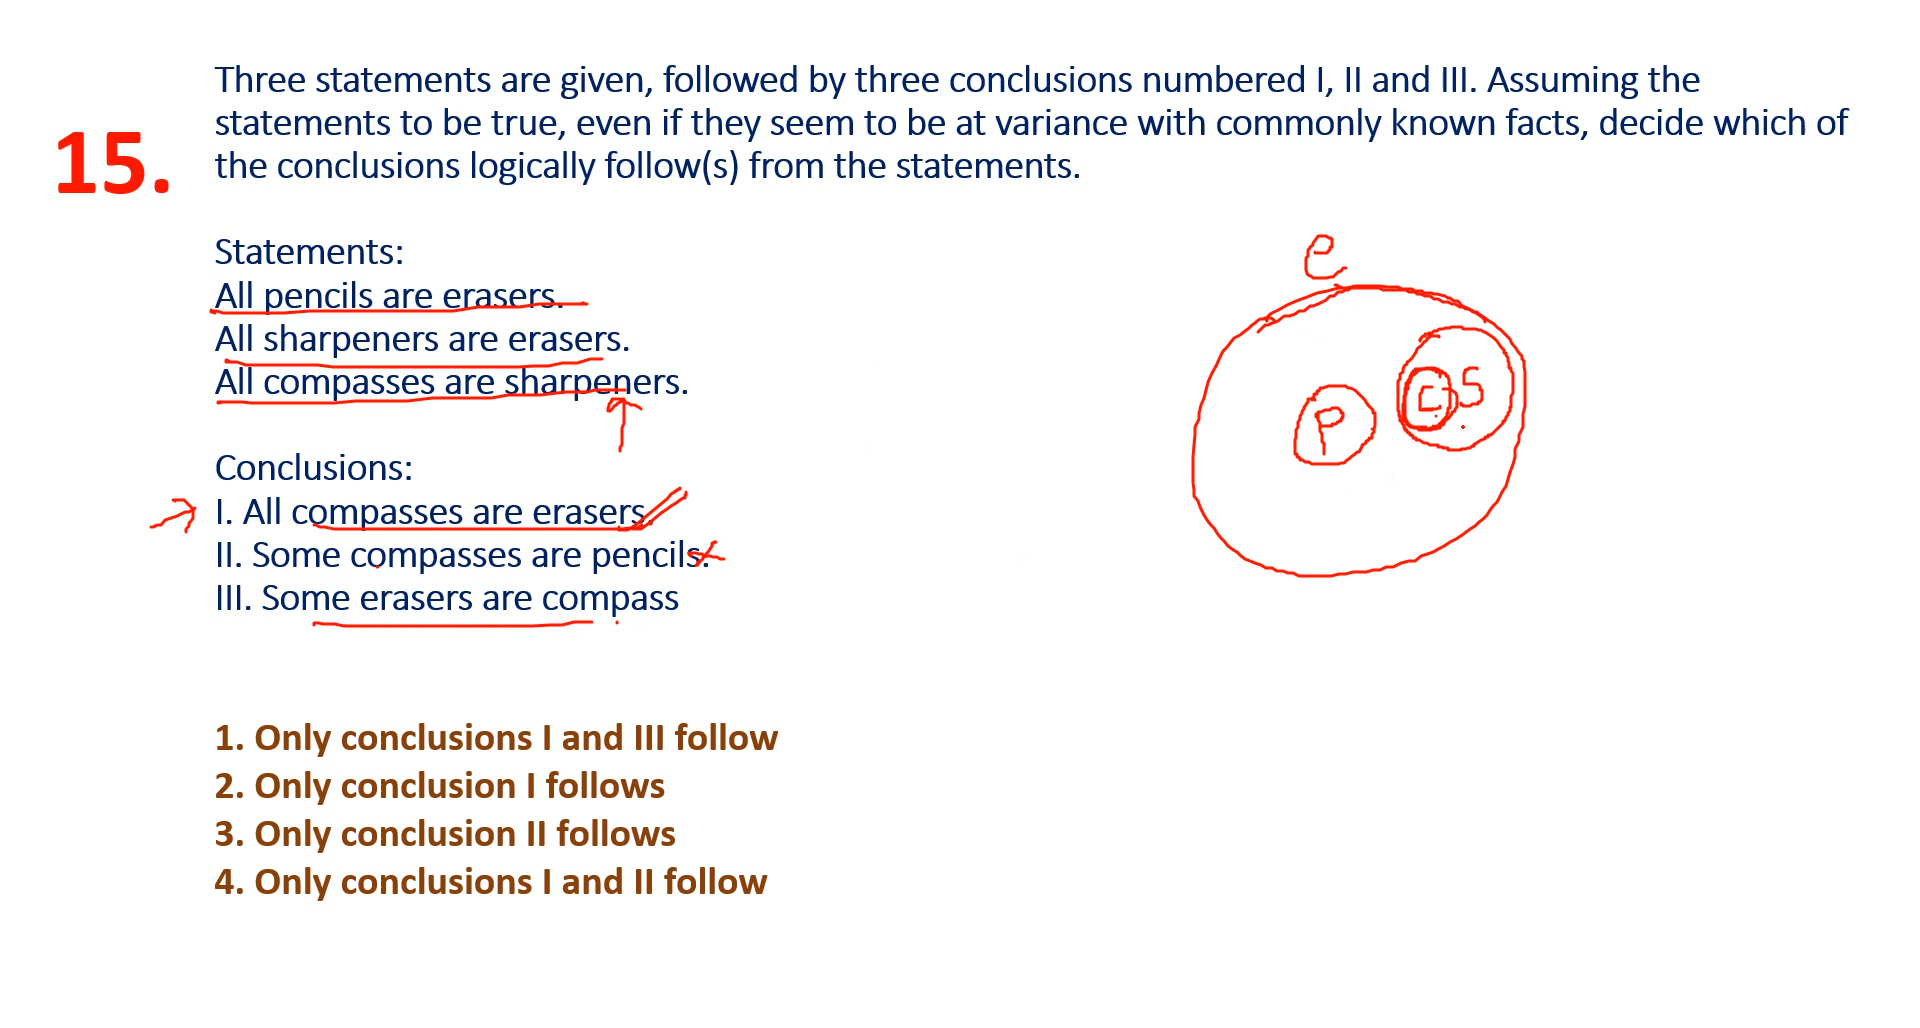 Three statements are given, followed by three conclusions numbered I, II and III. Assuming the
statements to be true, even if they seem to be at variance with commonly known facts, decide which of
15.
the conclusions logically follow(s) from the statements.
Statements:
All pencils are erasers.
All sharpeners are erasers.
All compasses are sharpeners.
Conclusions:
I. All compasses are erasers.
II. Some compasses are pencils.
III. Some erasers are compass
1. Only conclusions I and III follow
2. Only conclusion I follows
3. Only conclusion II follows
4. Only conclusions I and II follow
e
P
C S